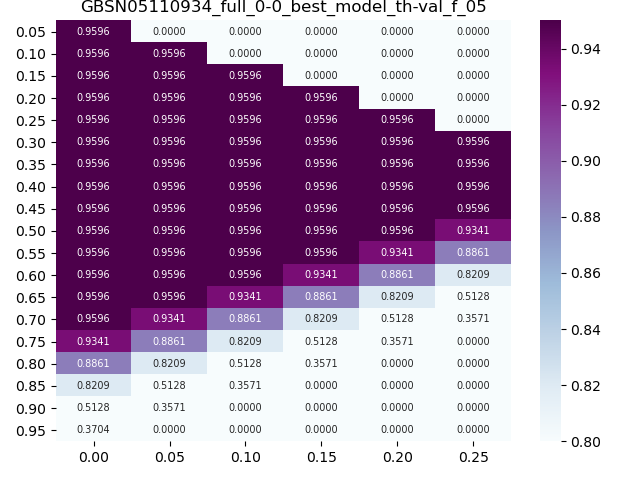 GBSN05110934_full_0-0_best_model_th-val_f_05
0.05 0.9596 0.0000 0.0000 0.0000 0.0000 0.0000
0.10 0.9596 0.9596 0.0000 0.0000 0.0000 0.0000
0.15 0.9596 0.9596 0.9596 0.0000 0.0000 0.0000
0.20 0.9596 0.9596 0.9596 0.9596 0.0000 0.0000
0.25 0.9596 0.9596 0.9596 0.9596 0.9596 0.0000
0.30 0.9596 0.9596 0.9596 0.9596 0.9596 0.9596
0.35 0.9596 0.9596 0.9596 0.9596 0.9596 0.9596
0.40 0.9596 0.9596 0.9596 0.9596 0.9596 0.9596
0.45 0.9596 0.9596 0.9596 0.9596 0.9596 0.9596
0.50 0.9596 0.9596 0.9596 0.9596 0.9596 0.9341
0.55 0.9596 0.9596 0.9596 0.9596 0.9341 0.8861
0.60 0.9596 0.9596 0.9596 0.9341 0.8861 0.8209
0.65 0.9596 0.9596 0.9341 0.8861 0.8209 0.5128
0.70 0.9596 0.9341 0.8861 0.8209 0.5128 0.3571
0.75 0.9341 0.8861 0.8209 0.5128 0.3571 0.0000
0.80 0.8861 0.8209 0.5128 0.3571 0.0000 0.0000
0.85 0.8209 0.5128 0.3571 0.0000 0.0000 0.0000
0.90 0.5128 0.3571 0.0000 0.0000 0.0000 0.0000
0.95 0.3704 0.0000 0.0000 0.0000 0.0000 0.0000
0.00 0.05 0.10 0.15 0.20 0.25
0.94
0.92
0.90
0.88
0.86
0.84
0.82
0.80